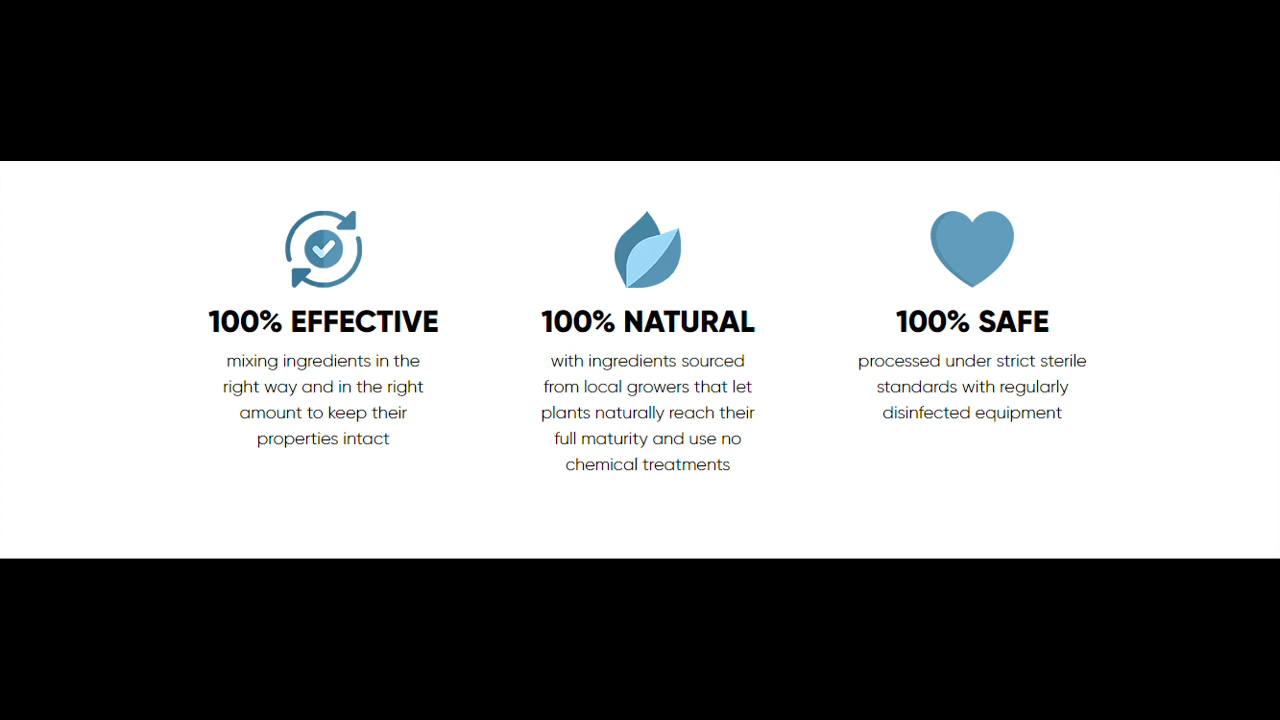 100% EFFECTIVE
mixing ingredients in the
right way and in the right
amount to keep their
properties intact
100% NATURAL
with ingredients sourced
from local growers that let
plants naturally reach their
full maturity and use no
chemical treatments
100% SAFE
processed under strict sterile
standards with regularly
disinfected equipment